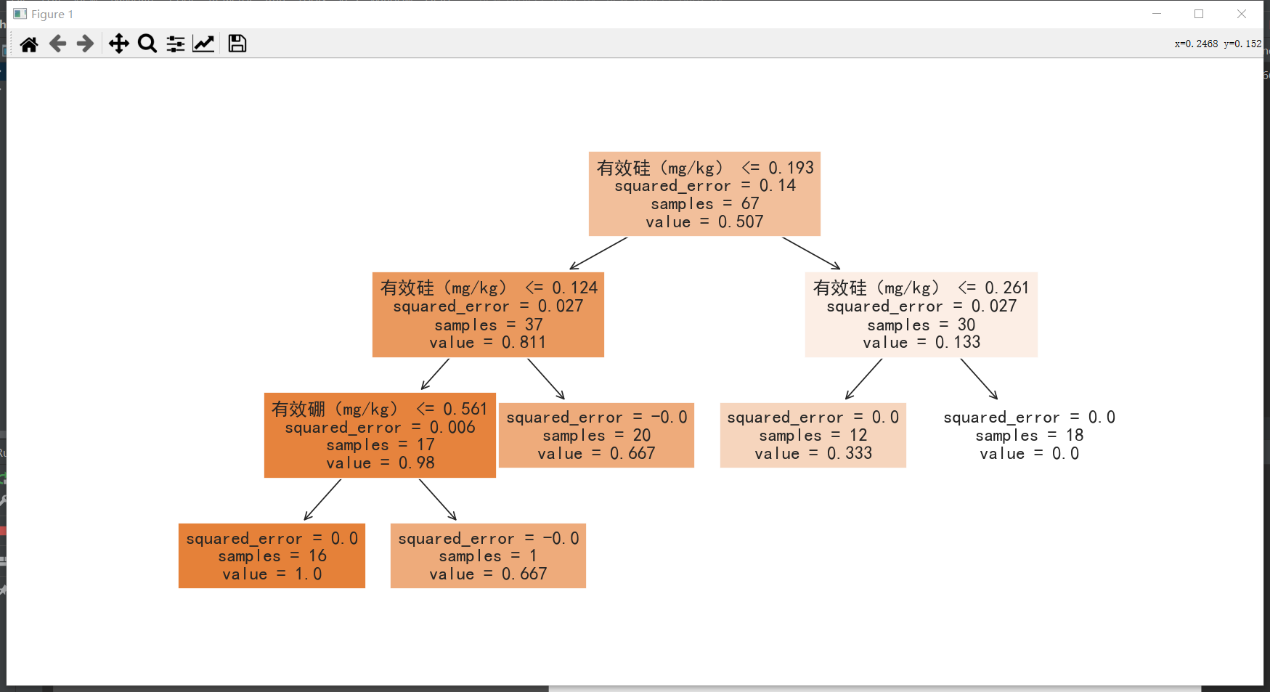 Figure 1
x=0.2468 y=0.152
有效硅（mg/kg） <= 0.193
squared_error = 0.14
samples = 67
value = 0.507
有效硅（mg/kg） <= 0.124
squared_error = 0.027
samples = 37
value = 0.811
有效硅（mg/kg） <= 0.261
squared_error = 0.027
samples = 30
value = 0.133
有效硼（mg/kg） <= 0.561
squared_error = 0.006
samples = 17
value = 0.98
squared_error = -0.0
samples = 20
value = 0.667
squared_error = 0.0
samples = 12
value = 0.333
squared_error = 0.0
samples = 18
value = 0.0
squared_error = 0.0
samples = 16
value = 1.0
squared_error = -0.0
samples = 1
value = 0.667